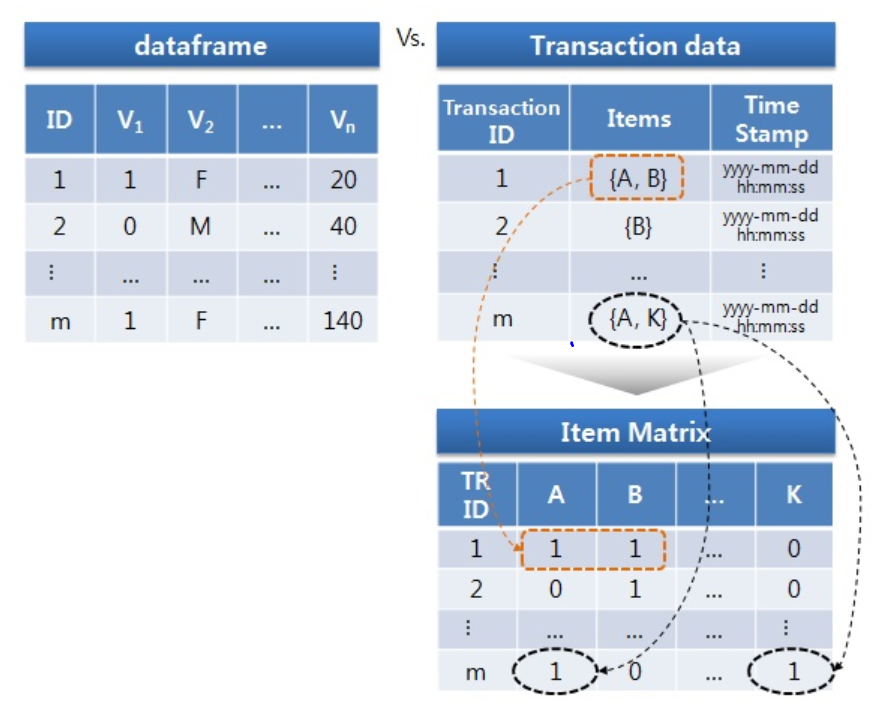 dataframe
Vs.
Transaction data
ID V1 V2 ... Vn
1 1 F ... 20
2 0 M ... 40
⋮ ... ... ... ⋮
m 1 F ... 140
Transaction
ID
Items
Time
Stamp
1 {A, B} yyyy-mm-dd
hh:mm:ss
2 {B} yyyy-mm-dd
hh:mm:ss
⋮ ... ⋮
m {A, K} yyyy-mm-dd
hh:mm:ss
Item Matrix
TR
ID
A B ... K
1 1 1 ... 0
2 0 1 ... 0
⋮ ... ... ... ⋮
m 1 0 ... 1